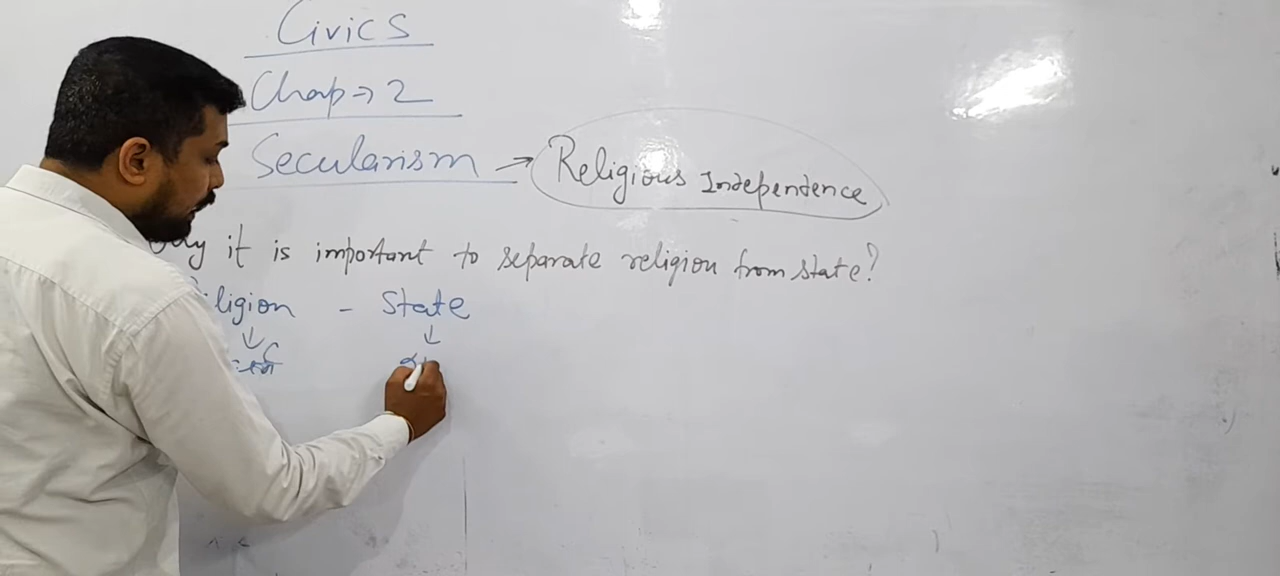 Civics
Chap → 2
Secularism → Religious Independence
it is important to separate religion from state?
ligion - State